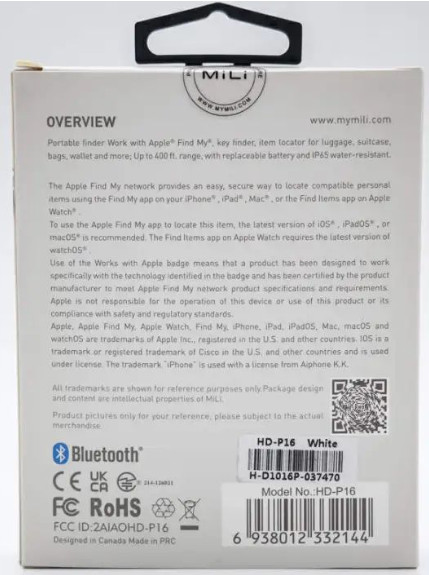 MiLi
WWW.MYMILI.COM
OVERVIEW www.mymili.com
Portable finder Work with Apple® Find My®, key finder, item locator for luggage, suitcase,
bags, wallet and more; Up to 400 ft. range, with replaceable battery and IP65 water-resistant.
The Apple Find My network provides an easy, secure way to locate compatible personal
items using the Find My app on your iPhone®, iPad®, Mac®, or the Find Items app on Apple
Watch®.
To use the Apple Find My app to locate this item, the latest version of iOS®, iPadOS®, or
macOS® is recommended. The Find Items app on Apple Watch requires the latest version of
watchOS®.
Use of the Works with Apple badge means that a product has been designed to work
specifically with the technology identified in the badge and has been certified by the product
manufacturer to meet Apple Find My network product specifications and requirements.
Apple is not responsible for the operation of this device or use of this product or its
compliance with safety and regulatory standards.
Apple, Apple Find My, Apple Watch, Find My, iPhone, iPad, iPadOS, Mac, macOS and
watchOS are trademarks of Apple Inc., registered in the U.S. and other countries. IOS is a
trademark or registered trademark of Cisco in the U.S. and other countries and is used
under license. The trademark "iPhone" is used with a license from Aiphone K.K.
All trademarks are shown for reference purposes only.Package design
and content are intellectual properties of MiLi.
Product pictures only for your reference, please subject to the actual
merchandise.
Bluetooth®
HD-P16 White
H-D1016P-037470
CE UK CA
FC RoHS
Model No.:HD-P16
FCC ID:2AIAOHD-P16
Designed in Canada Made in PRC
6 938012 332144